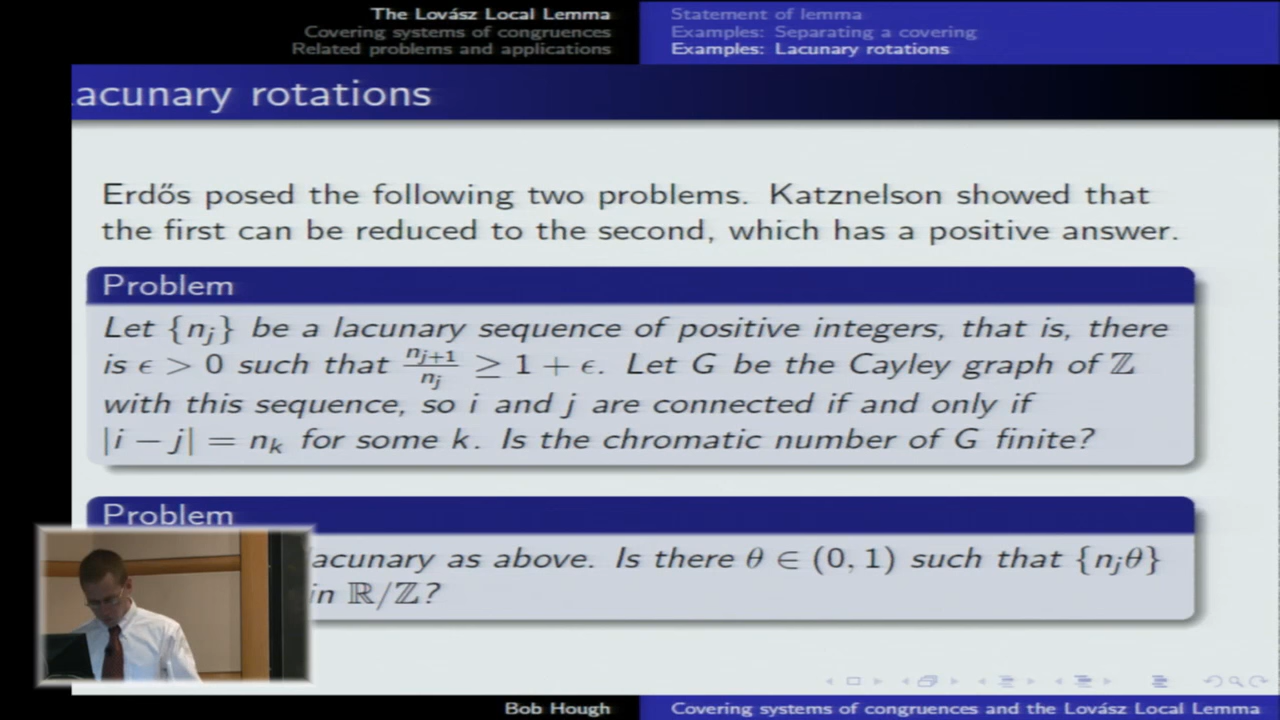 The Lovász Local Lemma
Covering systems of congruences
Related problems and applications
Statement of lemma
Examples: Separating a covering
Examples: Lacunary rotations
acunary rotations
Erdős posed the following two problems. Katznelson showed that
the first can be reduced to the second, which has a positive answer.
Problem
Let {n_j} be a lacunary sequence of positive integers, that is, there
is ϵ > 0 such that n_{j+1}/n_j ≥ 1 + ϵ. Let G be the Cayley graph of ℤ
with this sequence, so i and j are connected if and only if
|i − j| = n_k for some k. Is the chromatic number of G finite?
Problem
lacunary as above. Is there θ ∈ (0, 1) such that {n_jθ}
in ℝ/ℤ?
Bob Hough
Covering systems of congruences and the Lovász Local Lemma